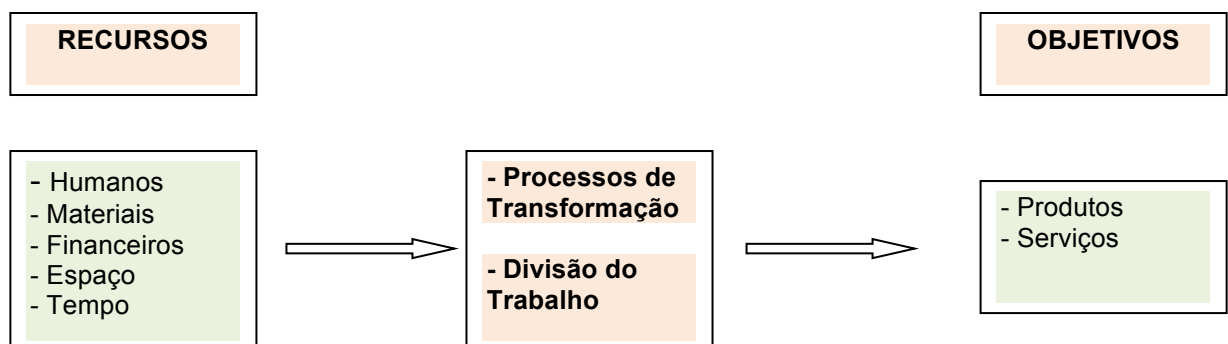 RECURSOS
OBJETIVOS
- Humanos
- Materiais
- Financeiros
- Espaço
- Tempo
- Processos de
Transformação
- Divisão do
Trabalho
- Produtos
- Serviços